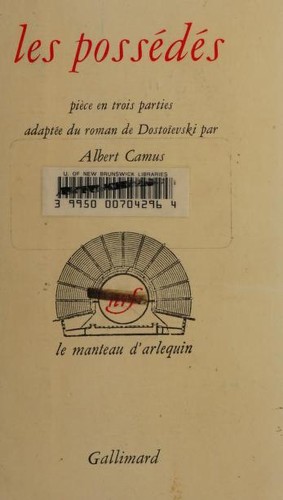 les possédés
pièce en trois parties
adaptée du roman de Dostoïevski par
Albert Camus
U. OF NEW BRUNSWICK LIBRARIES
3 9950 00704296 4
nrf
le manteau d'arlequin
Gallimard